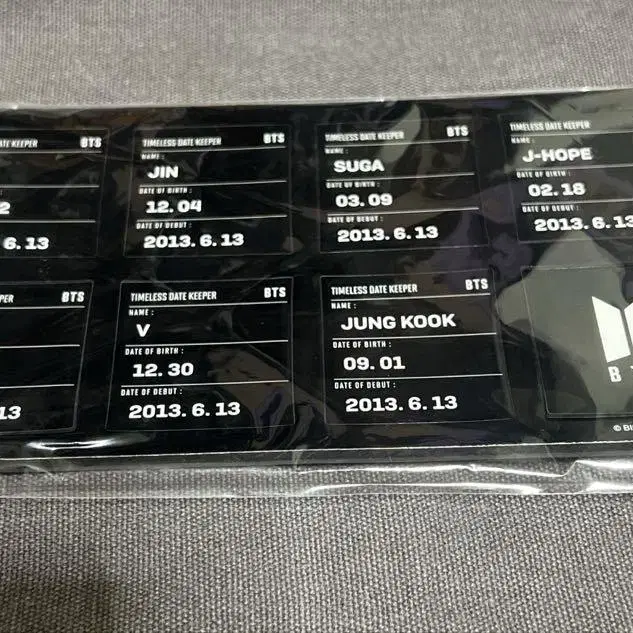 TE KEEPER BTS
2
6.13
TIMELESS DATE KEEPER BTS
NAME :
JIN
DATE OF BIRTH :
12. 04
DATE OF DEBUT :
2013. 6. 13
TIMELESS DATE KEEPER BTS
NAME :
SUGA
DATE OF BIRTH :
03. 09
DATE OF DEBUT :
2013. 6. 13
TIMELESS DATE KEEPER
NAME :
J-HOPE
DATE OF BIRTH :
02. 18
DATE OF DEBUT :
2013. 6. 13
PER BTS
13
TIMELESS DATE KEEPER BTS
NAME :
V
DATE OF BIRTH :
12. 30
DATE OF DEBUT :
2013. 6. 13
TIMELESS DATE KEEPER BTS
NAME :
JUNG KOOK
DATE OF BIRTH :
09. 01
DATE OF DEBUT :
2013. 6. 13
B
© BI